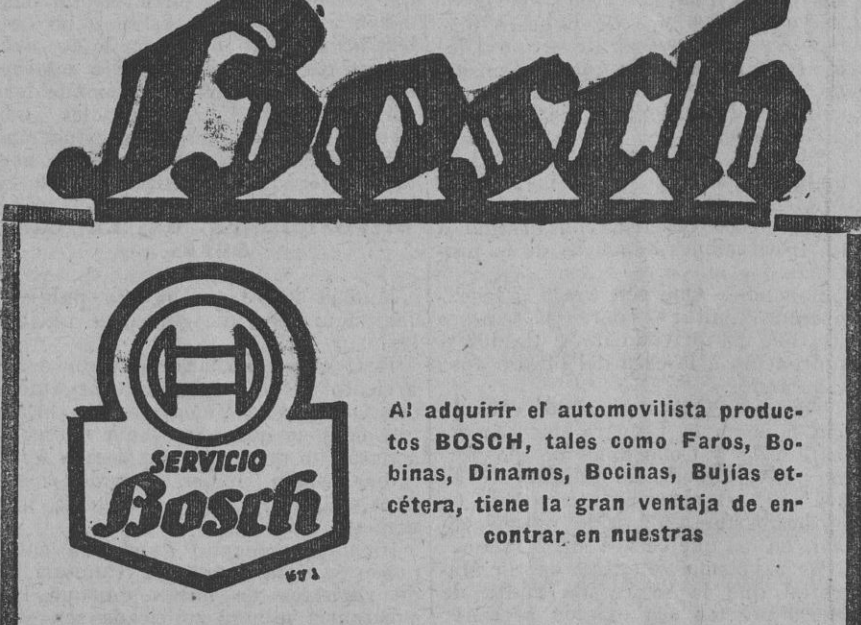 Bosch
SERVICIO
Bosch
Al adquirir el automovilista produc-
tos BOSCH, tales como Faros, Bo-
binas, Dinamos, Bocinas, Bujías et-
cétera, tiene la gran ventaja de en-
contrar en nuestras